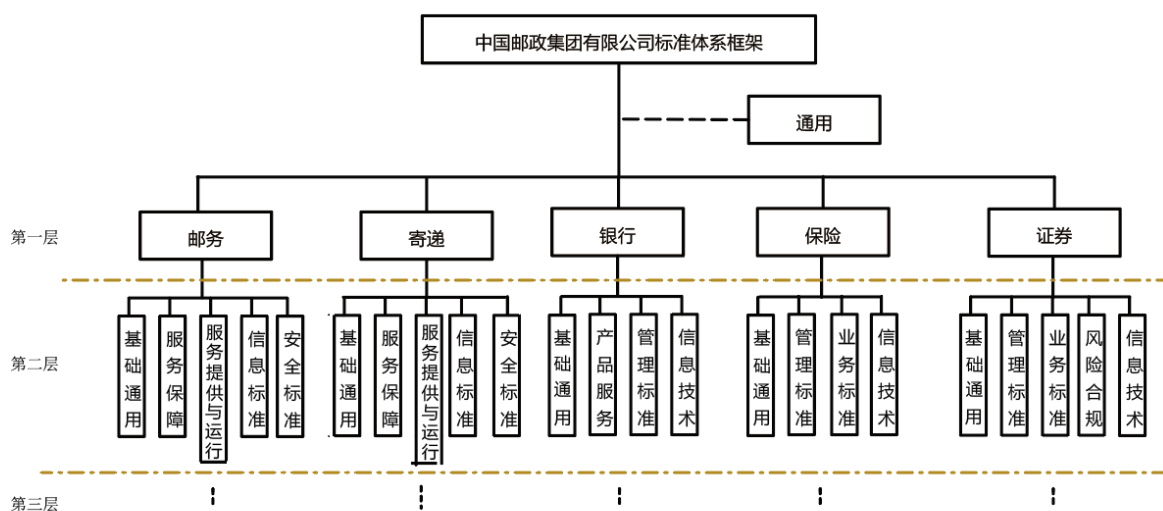 中国邮政集团有限公司标准体系框架
通用
第一层
邮务
寄递
银行
保险
证券
第二层
基础通用
服务保障
服务提供与运行
信息标准
安全标准
基础通用
服务保障
服务提供与运行
信息标准
安全标准
基础通用
产品服务
管理标准
信息技术
基础通用
管理标准
业务标准
信息技术
基础通用
管理标准
业务标准
风险合规
信息技术
第三层